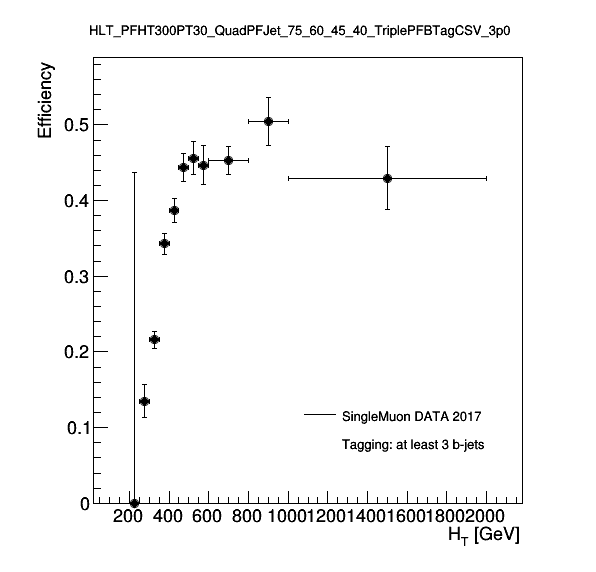 HLT_PFHT300PT30_QuadPFJet_75_60_45_40_TriplePFBTagCSV_3p0
Efficiency
0.5
0.4
0.3
0.2
0.1
0
SingleMuon DATA 2017
Tagging: at least 3 b-jets
200 400 600 800 1000 1200 1400 1600 1800 2000
H_T [GeV]